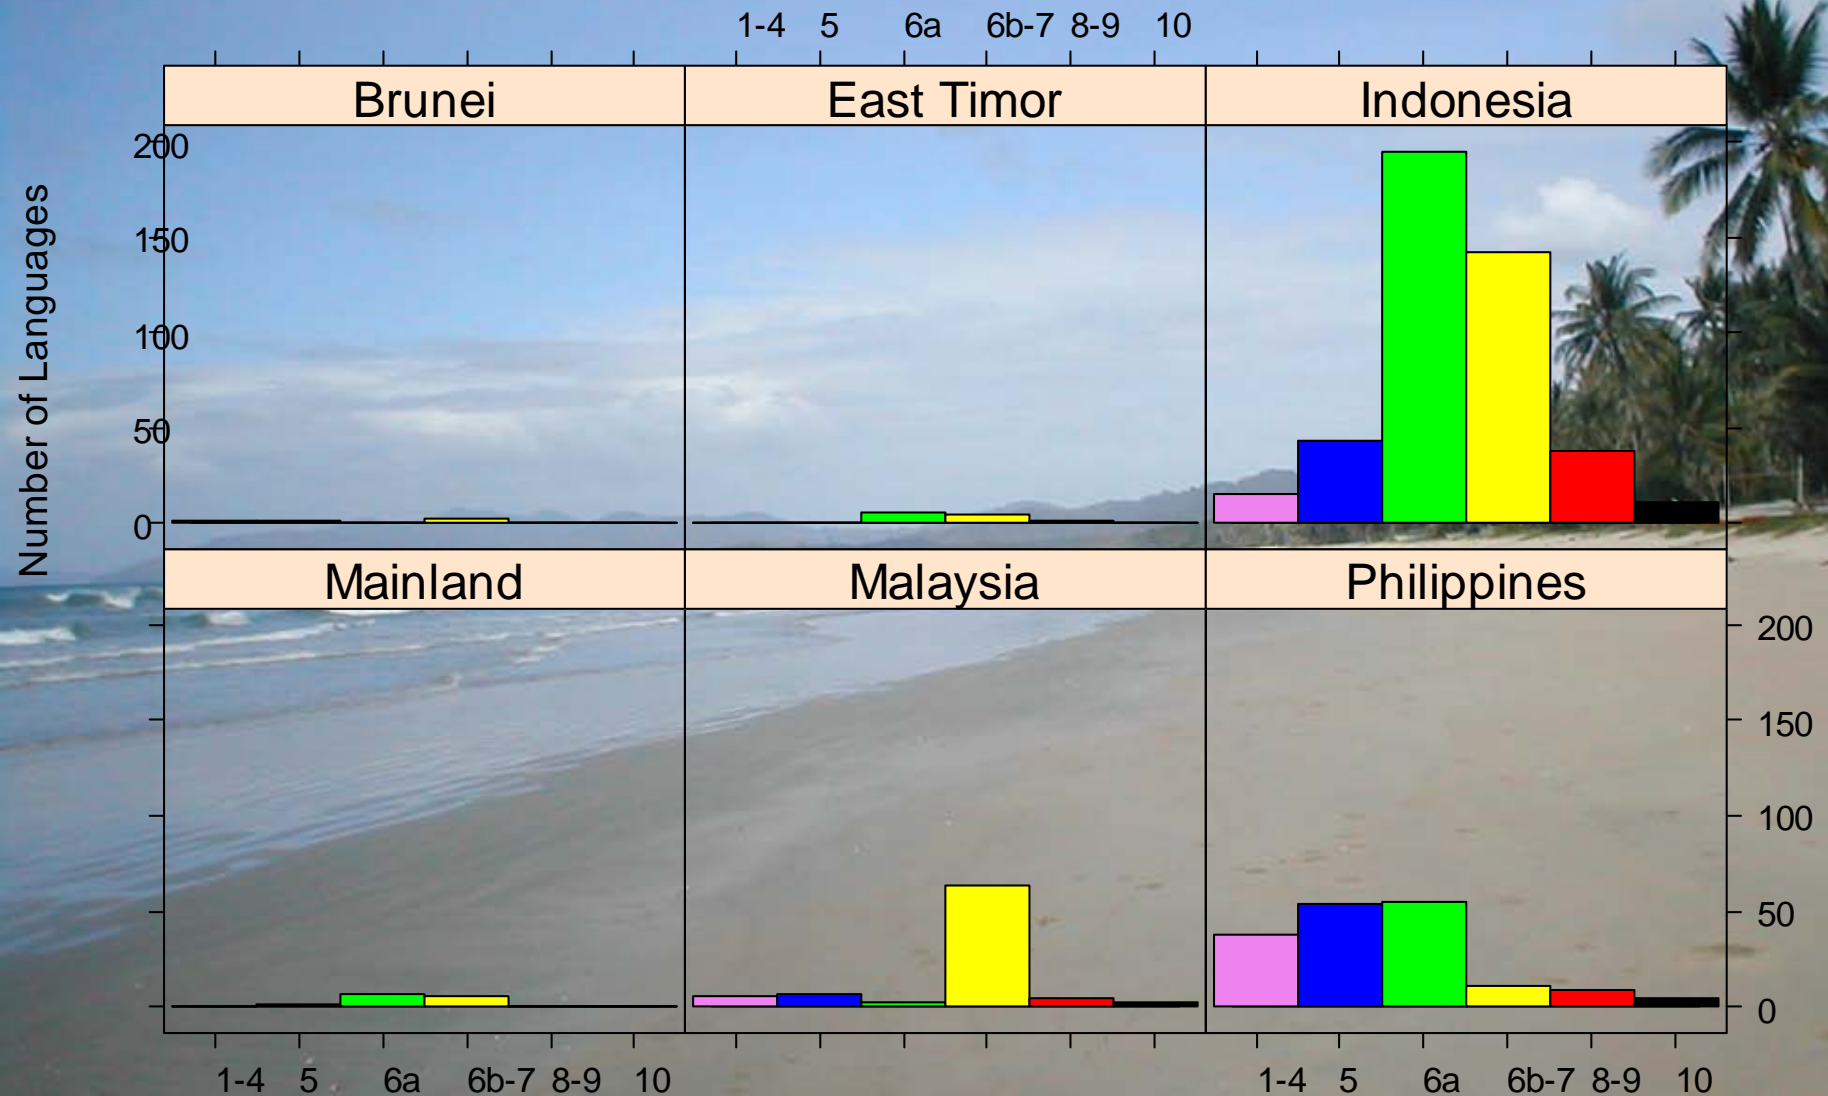 1-4 5 6a 6b-7 8-9 10
Brunei East Timor Indonesia
200
150
100
50
0
Number of Languages
Mainland Malaysia Philippines
200
150
100
50
0
1-4 5 6a 6b-7 8-9 10 1-4 5 6a 6b-7 8-9 10